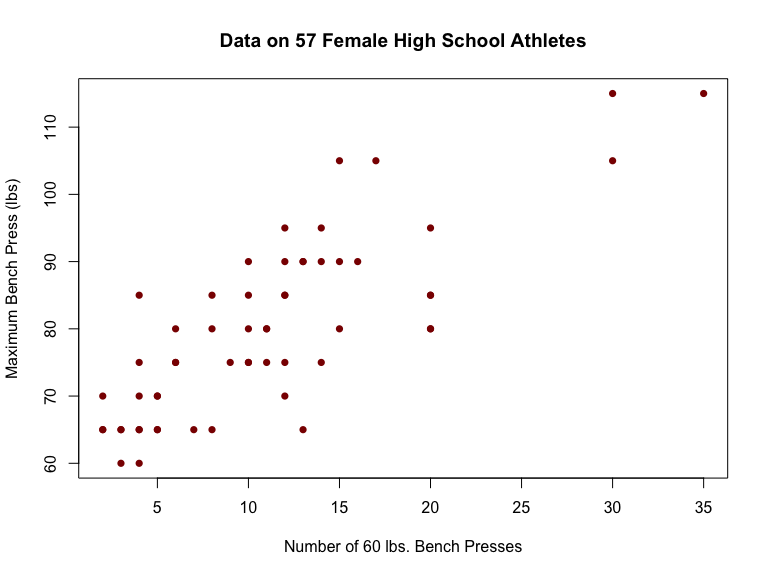 Data on 57 Female High School Athletes
Maximum Bench Press (lbs)
110
100
90
80
70
60
5 10 15 20 25 30 35
Number of 60 lbs. Bench Presses